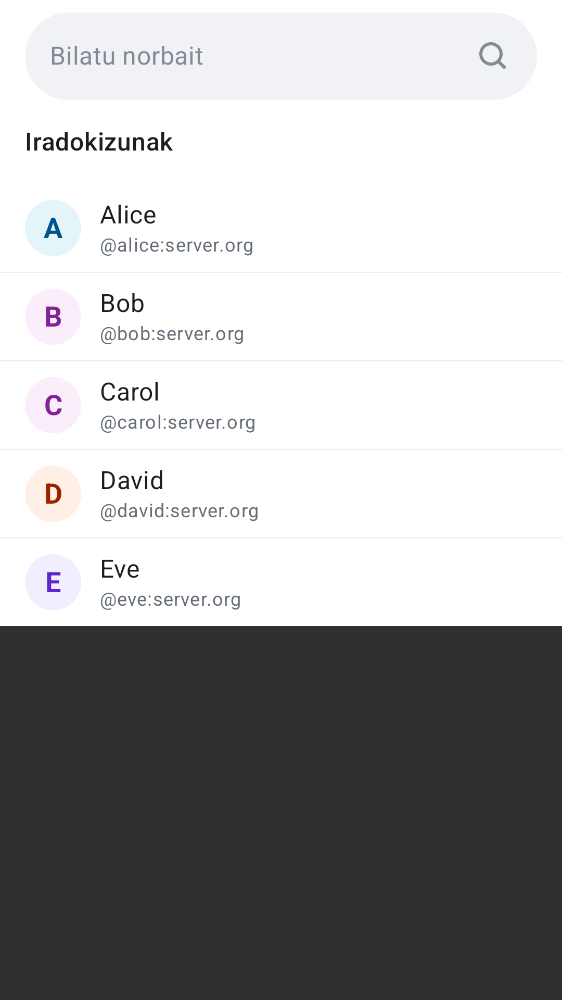 Bilatu norbait
Iradokizunak
A
Alice
@alice:server.org
B
Bob
@bob:server.org
C
Carol
@carol:server.org
D
David
@david:server.org
E
Eve
@eve:server.org